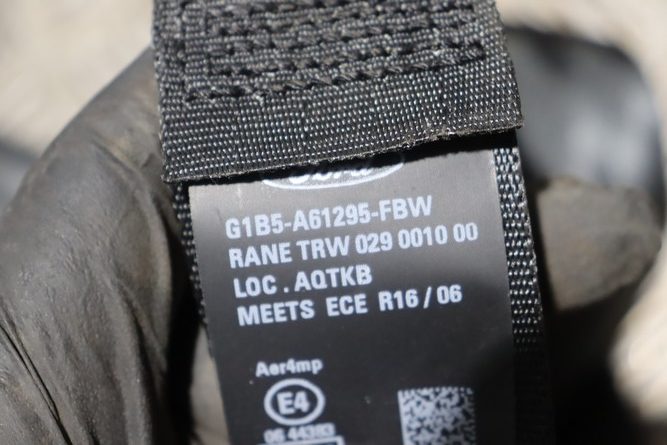 G1B5-A61295-FBW
RANE TRW 029 0010 00
LOC . AQTKB
MEETS ECE R16 / 06
Aer4mp
E4